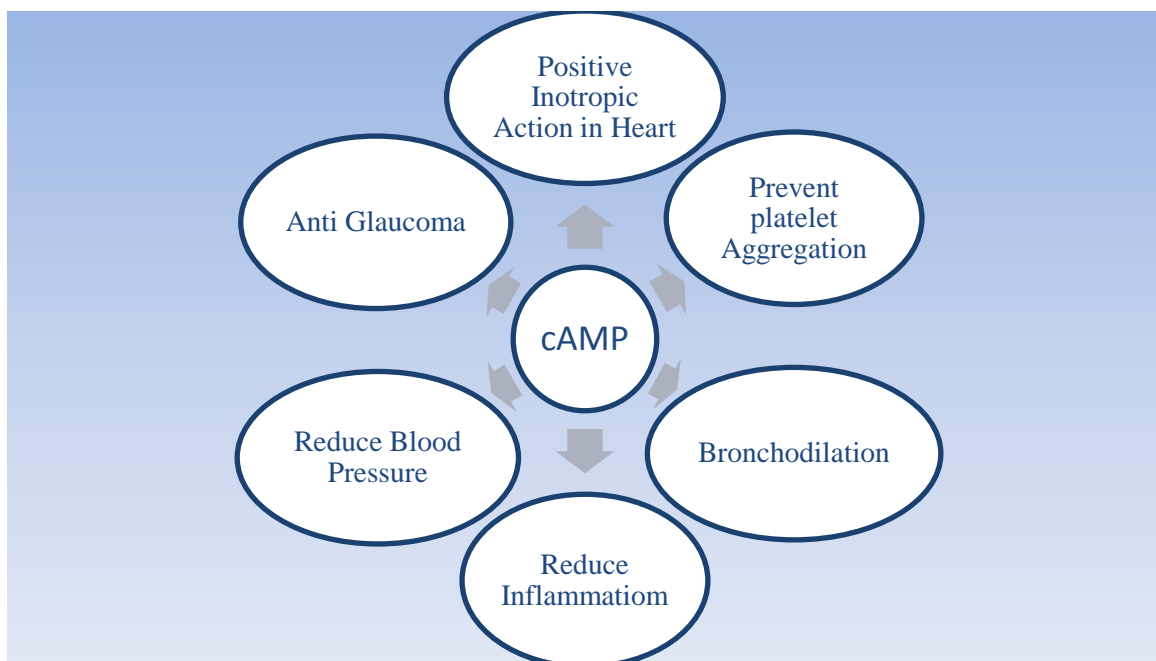 Positive
Inotropic
Action in Heart
Prevent
platelet
Aggregation
Anti Glaucoma
cAMP
Reduce Blood
Pressure
Bronchodilation
Reduce
Inflammatiom